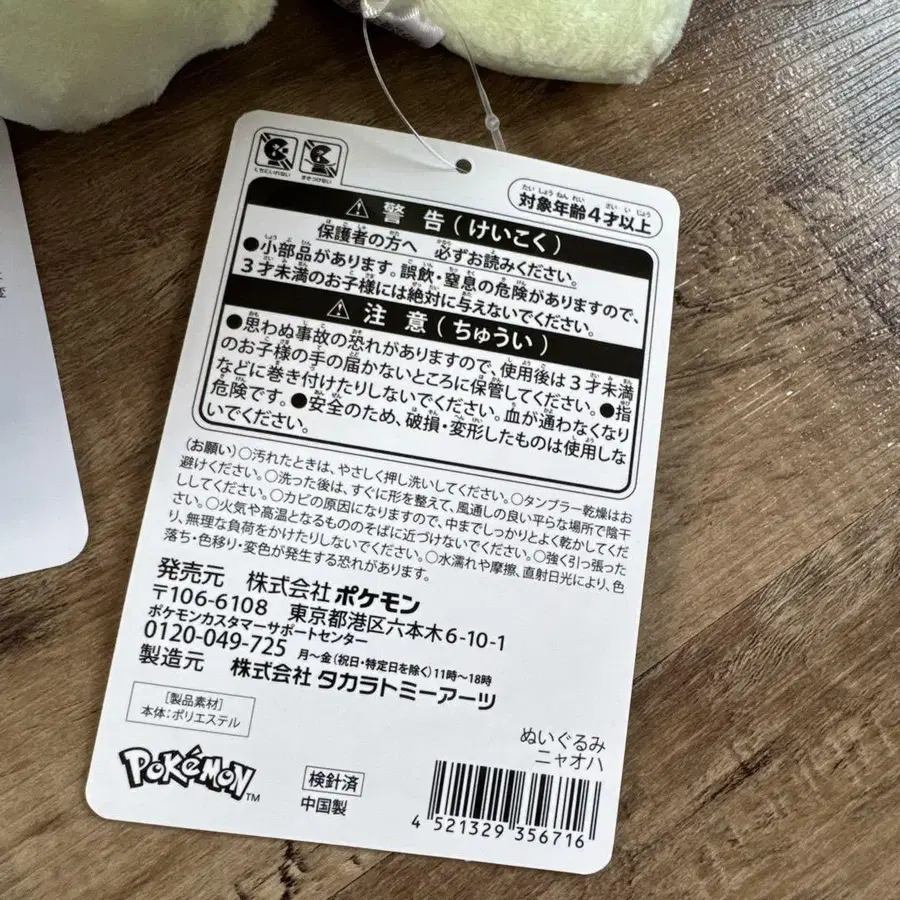 くちにいれない
まきつけない
対象年齢4才以上
警告(けいこく)
保護者の方へ 必ずお読みください。
●小部品があります。誤飲・窒息の危険がありますので、
3才未満のお子様には絶対に与えないでください。
注意(ちゅうい)
●思わぬ事故の恐れがありますので、使用後は3才未満
のお子様の手の届かないところに保管してください。●指
などに巻き付けたりしないでください。血が通わなくなり
危険です。●安全のため、破損・変形したものは使用しな
いでください。
(お願い)○汚れたときは、やさしく押し洗いしてください。○タンブラー乾燥はお
避けください。○洗った後は、すぐに形を整えて、風通しの良い平らな場所で陰干
ししてください。○カビの原因になりますので、中までしっかりとよく乾かしてくだ
さい。○火気や高温となるもののそばに近づけないでください。○強く引っ張った
り、無理な負荷をかけたりしないでください。○水濡れや摩擦、直射日光により、色
落ち・色移り・変色が発生する恐れがあります。
発売元 株式会社ポケモン
〒106-6108 東京都港区六本木6-10-1
ポケモンカスタマーサポートセンター
0120-049-725 月〜金(祝日・特定日を除く)11時〜18時
製造元 株式会社タカラトミーアーツ
[製品素材]
本体:ポリエステル
POKéMON™
検針済
中国製
ぬいぐるみ
ニャオハ
4 521329 356716